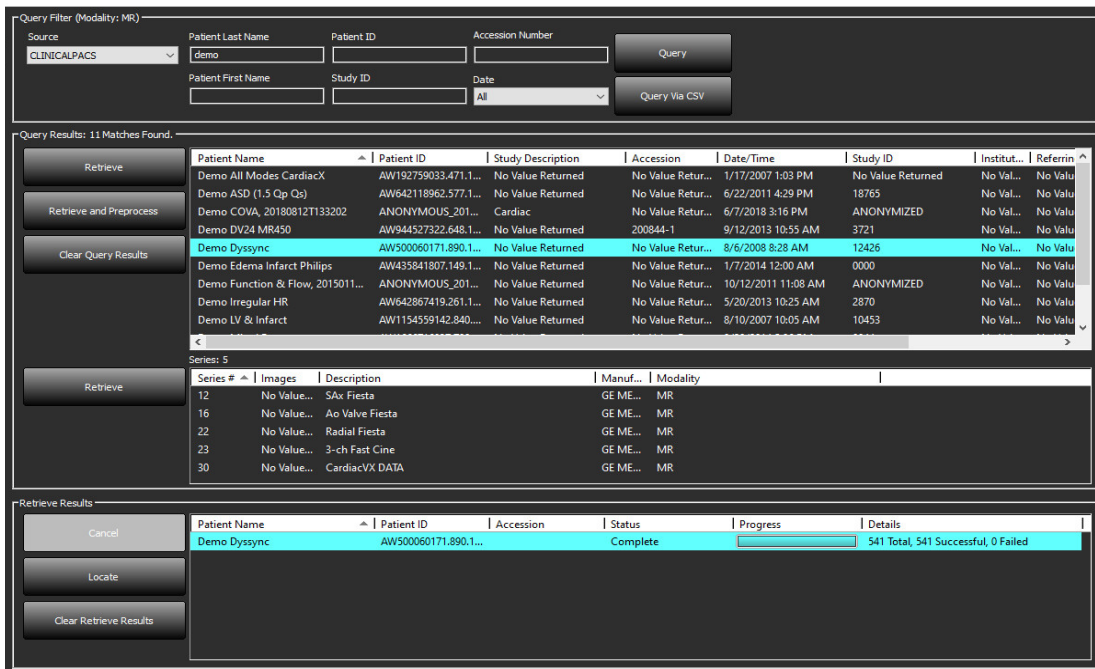 Query Filter (Modality: MR)
Source Patient Last Name Patient ID Accession Number
CLINICALPACS demo Query
Patient First Name Study ID Date
All Query Via CSV
Query Results: 11 Matches Found.
Retrieve
Retrieve and Preprocess
Clear Query Results
Patient Name Patient ID Study Description Accession Date/Time Study ID Institut... Referrin
Demo All Modes CardiacX AW192759033.471.1... No Value Returned No Value Retur... 1/17/2007 1:03 PM No Value Returned No Val... No Valu
Demo ASD (1.5 Qp Qs) AW642118962.577.1... No Value Returned No Value Retur... 6/22/2011 4:29 PM 18765 No Val... No Valu
Demo COVA, 20180812T133202 ANONYMOUS_201... Cardiac No Value Retur... 6/7/2018 3:16 PM ANONYMIZED No Val... No Valu
Demo DV24 MR450 AW944527322.648.1... No Value Returned 200844-1 9/12/2013 10:55 AM 3721 No Val... No Valu
Demo Dyssync AW500060171.890.1... No Value Returned No Value Retur... 8/6/2008 8:28 AM 12426 No Val... No Valu
Demo Edema Infarct Philips AW435841807.149.1... No Value Returned No Value Retur... 1/7/2014 12:00 AM 0000 No Val... No Valu
Demo Function & Flow, 2015011... ANONYMOUS_201... No Value Returned No Value Retur... 10/12/2011 11:08 AM ANONYMIZED No Val... No Valu
Demo Irregular HR AW642867419.261.1... No Value Returned No Value Retur... 5/20/2013 10:25 AM 2870 No Val... No Valu
Demo LV & Infarct AW1154559142.840.... No Value Returned No Value Retur... 8/10/2007 10:05 AM 10453 No Val... No Valu
Series: 5
Retrieve
Series # Images Description Manuf... Modality
12 No Value... SAx Fiesta GE ME... MR
16 No Value... Ao Valve Fiesta GE ME... MR
22 No Value... Radial Fiesta GE ME... MR
23 No Value... 3-ch Fast Cine GE ME... MR
30 No Value... CardiacVX DATA GE ME... MR
Retrieve Results
Cancel
Locate
Clear Retrieve Results
Patient Name Patient ID Accession Status Progress Details
Demo Dyssync AW500060171.890.1... Complete 541 Total, 541 Successful, 0 Failed